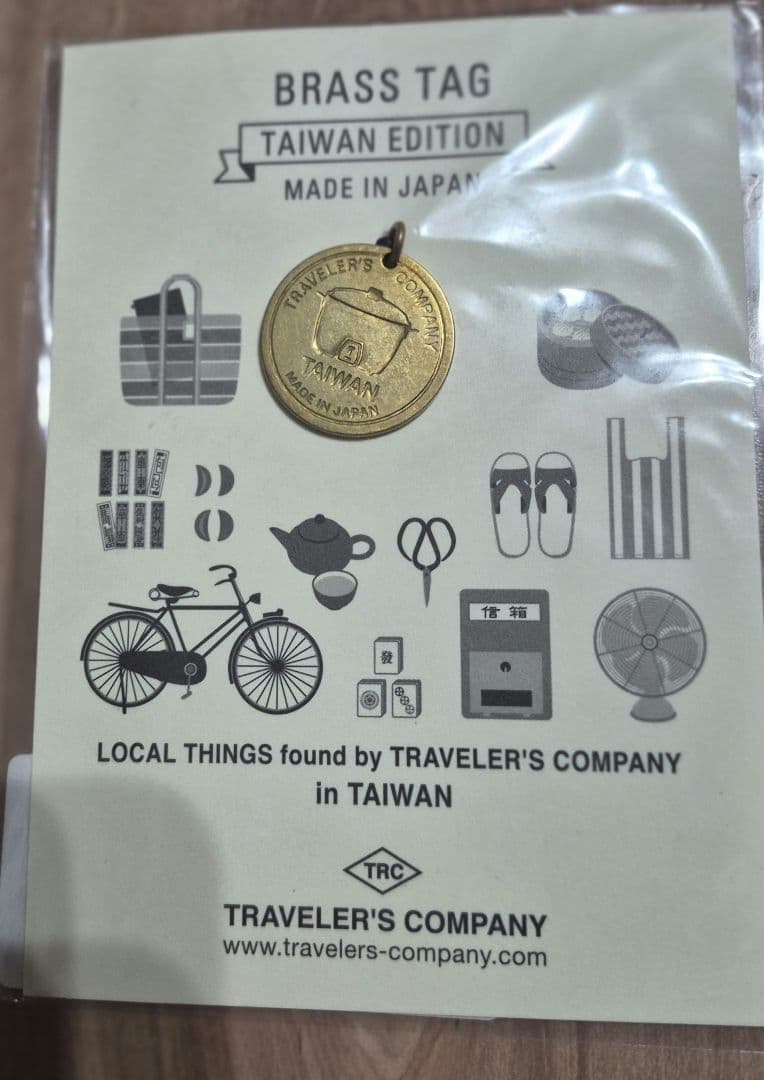 BRASS TAG
TAIWAN EDITION
MADE IN JAPAN
TRAVELER'S COMPANY
TAIWAN
MADE IN JAPAN
信箱
發
LOCAL THINGS found by TRAVELER'S COMPANY
in TAIWAN
TRC
TRAVELER'S COMPANY
www.travelers-company.com